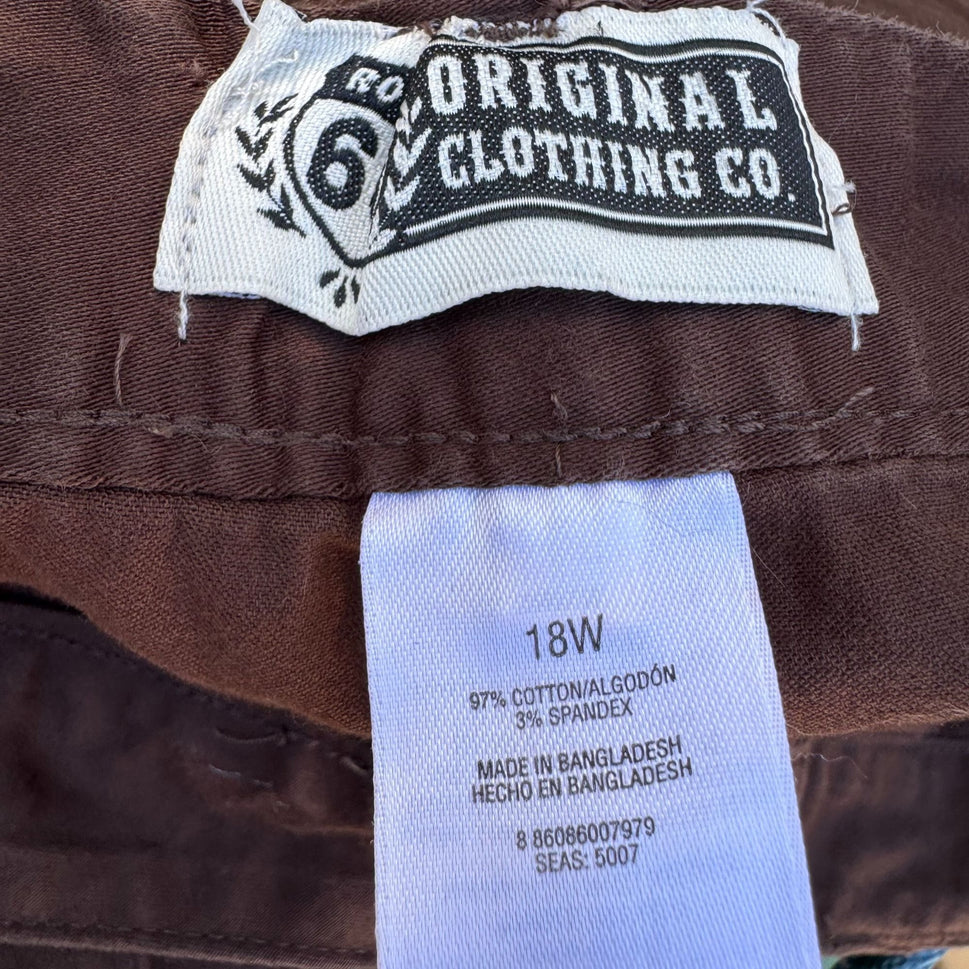 RO
6
ORIGINAL
CLOTHING CO.
18W
97% COTTON/ALGODÓN
3% SPANDEX
MADE IN BANGLADESH
HECHO EN BANGLADESH
8 86086007979
SEAS: 5007